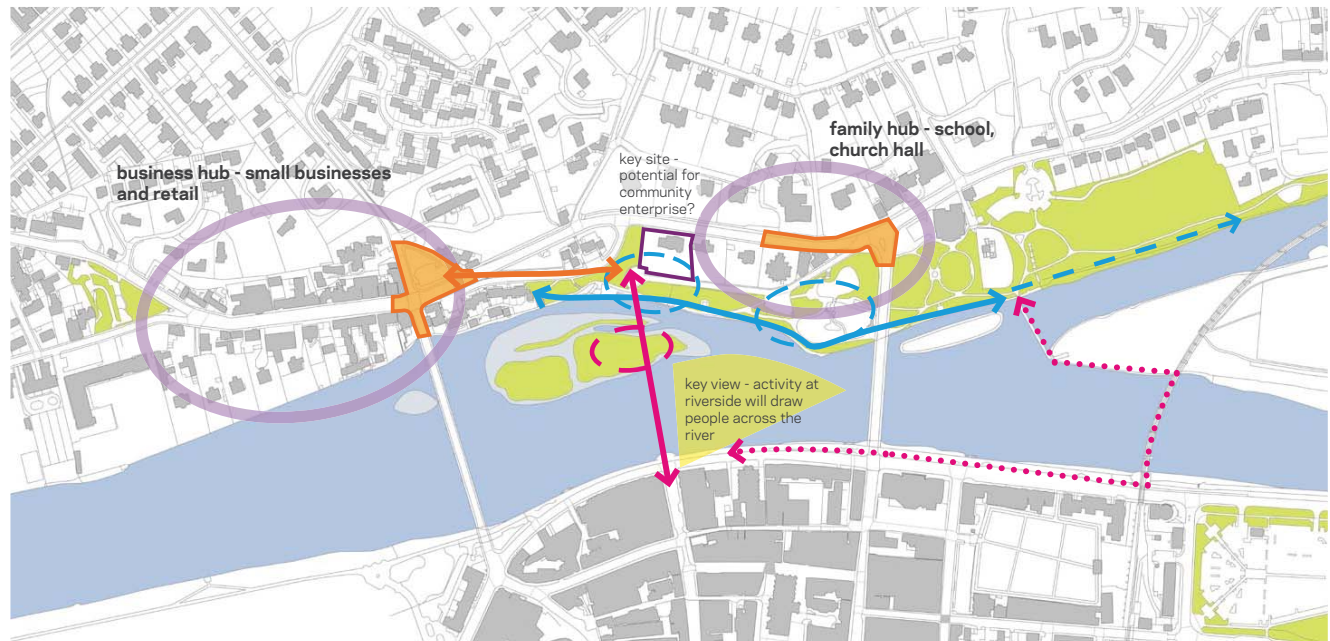 business hub - small businesses
and retail
key site -
potential for
community
enterprise?
family hub - school,
church hall
key view - activity at
riverside will draw
people across the
river